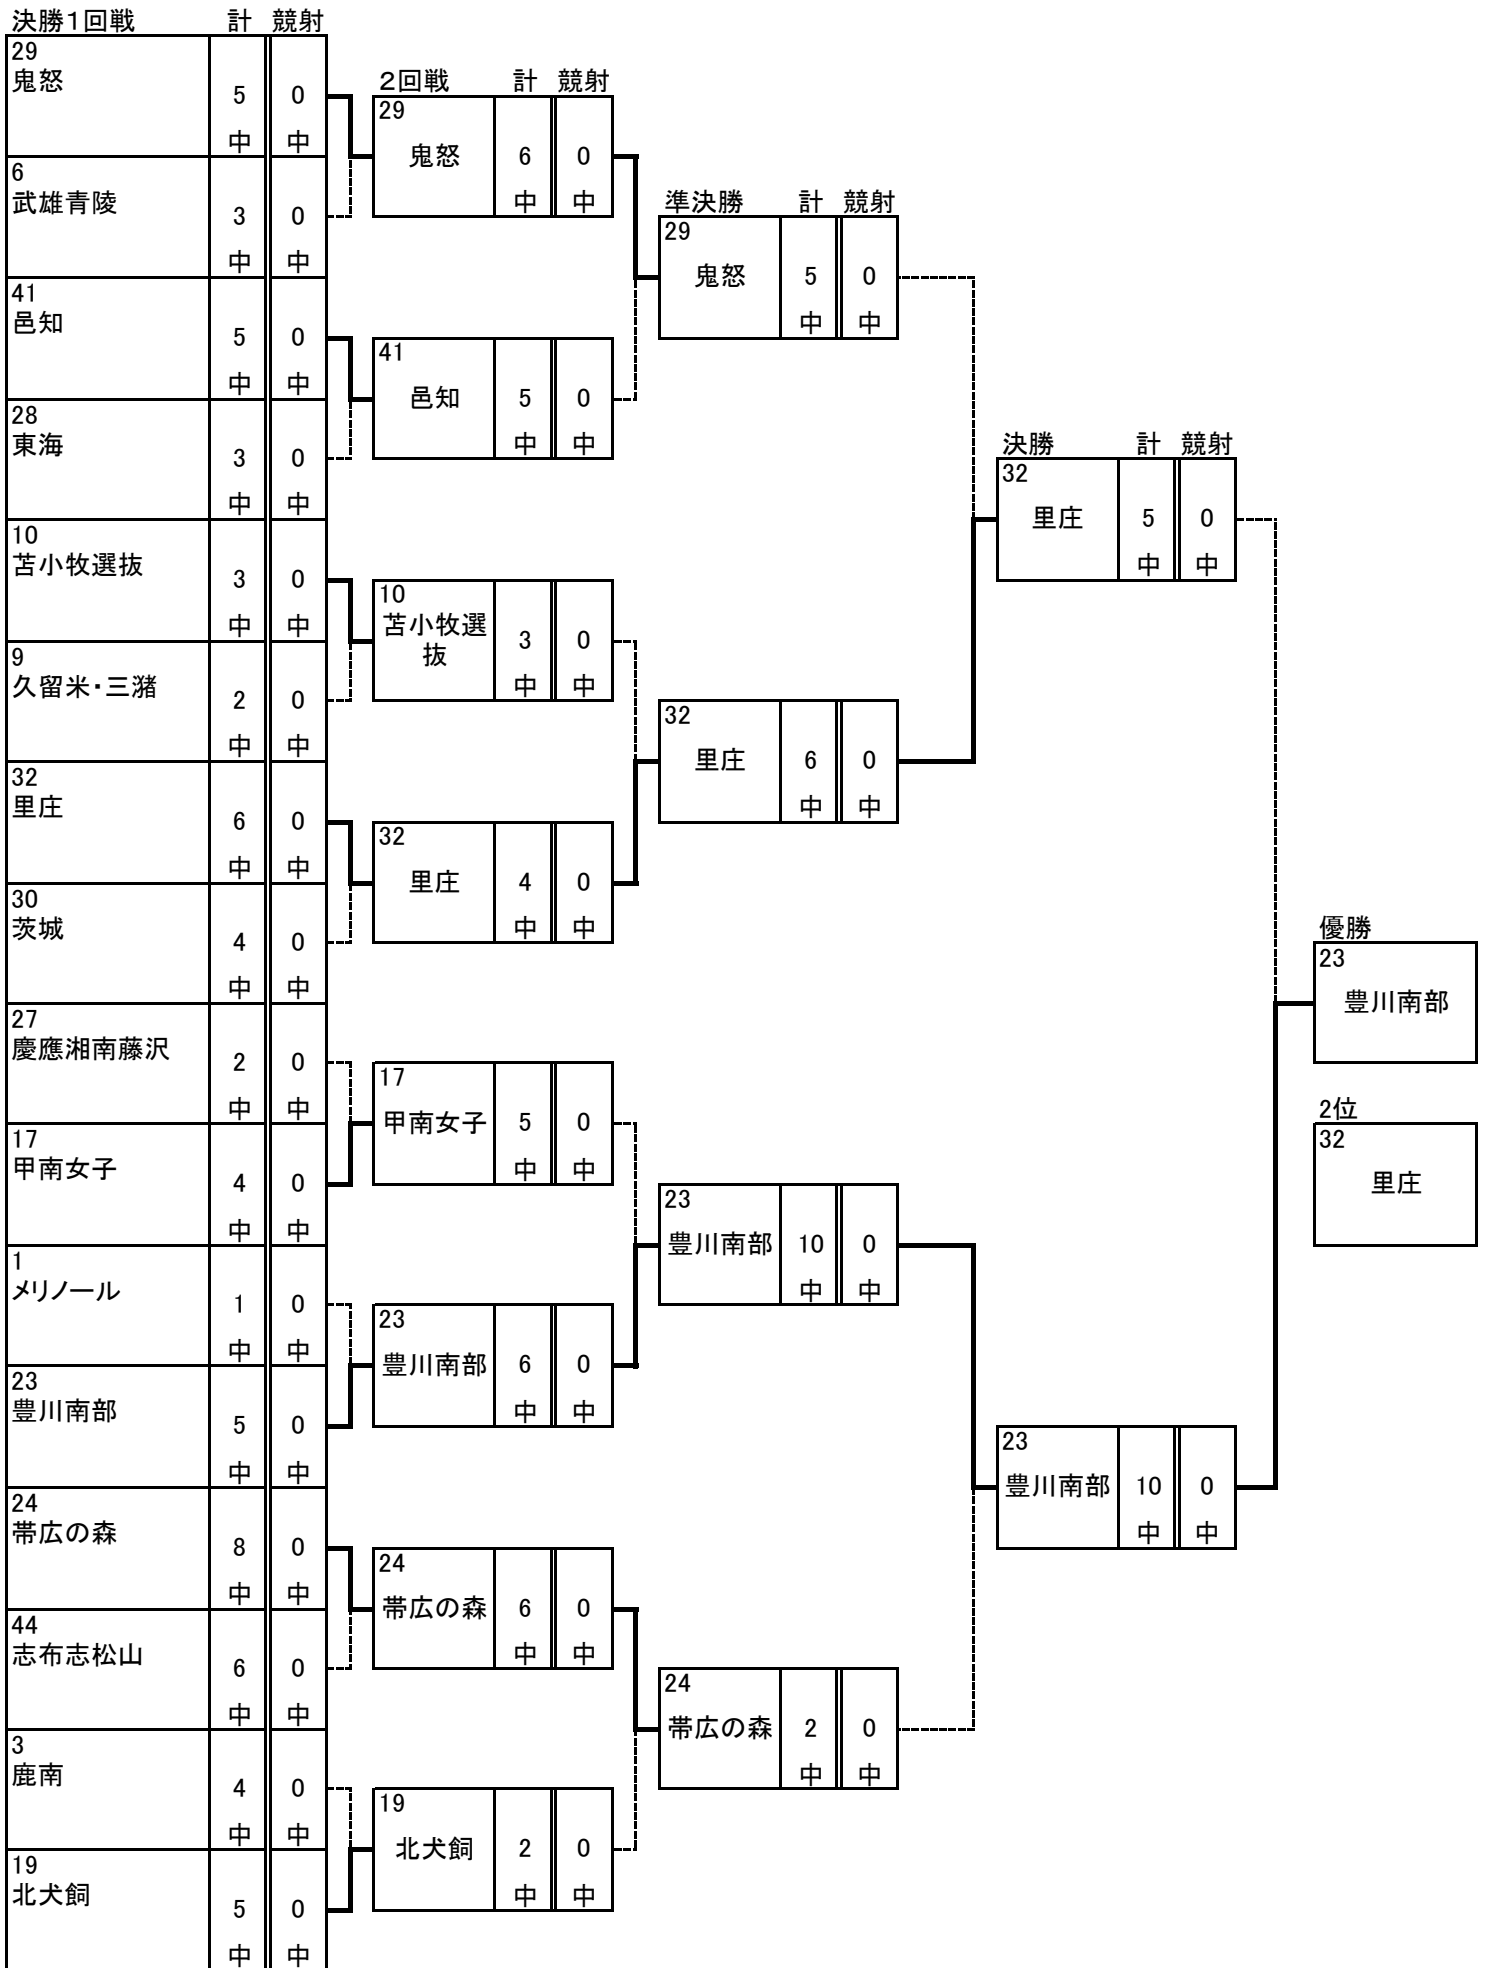 決勝1回戦 計 競射
29
鬼怒
5 0
中 中
6
武雄青陵
3 0
中 中
41
邑知
5 0
中 中
28
東海
3 0
中 中
10
苫小牧選抜
3 0
中 中
9
久留米・三潴
2 0
中 中
32
里庄
6 0
中 中
30
茨城
4 0
中 中
27
慶應湘南藤沢
2 0
中 中
17
甲南女子
4 0
中 中
1
メリノール
1 0
中 中
23
豊川南部
5 0
中 中
24
帯広の森
8 0
中 中
44
志布志松山
6 0
中 中
3
鹿南
4 0
中 中
19
北犬飼
5 0
中 中
2回戦 計 競射
29
鬼怒 6 0
中 中
41
邑知 5 0
中 中
10
苫小牧選
抜
3 0
中 中
32
里庄 4 0
中 中
17
甲南女子 5 0
中 中
23
豊川南部 6 0
中 中
24
帯広の森 6 0
中 中
19
北犬飼 2 0
中 中
準決勝 計 競射
29
鬼怒 5 0
中 中
32
里庄 6 0
中 中
23
豊川南部 10 0
中 中
24
帯広の森 2 0
中 中
決勝 計 競射
32
里庄 5 0
中 中
23
豊川南部 10 0
中 中
優勝
23
豊川南部
2位
32
里庄